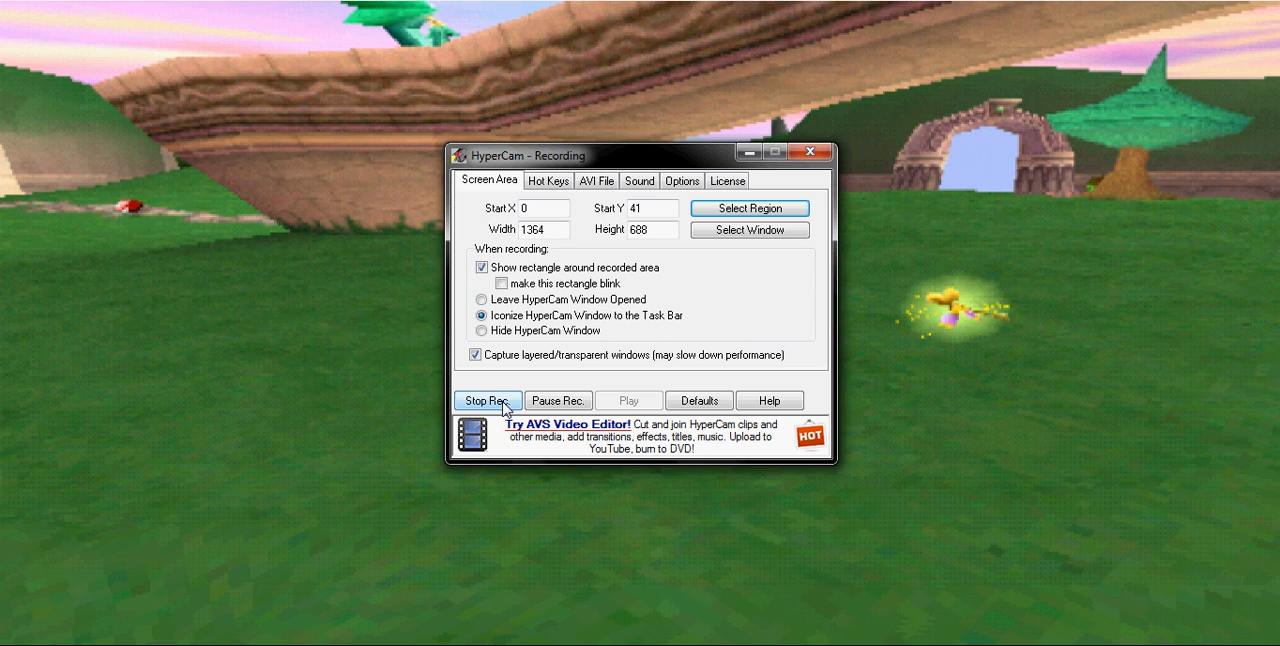 HyperCam - Recording
Screen Area Hot Keys AVI File Sound Options License
Start X 0 Start Y 41 Select Region
Width 1364 Height 688 Select Window
When recording:
Show rectangle around recorded area
make this rectangle blink
Leave HyperCam Window Opened
Iconize HyperCam Window to the Task Bar
Hide HyperCam Window
Capture layered/transparent windows (may slow down performance)
Stop Rec. Pause Rec. Play Defaults Help
Try AVS Video Editor! Cut and join HyperCam clips and
other media, add transitions, effects, titles, music. Upload to
YouTube, burn to DVD!
HOT